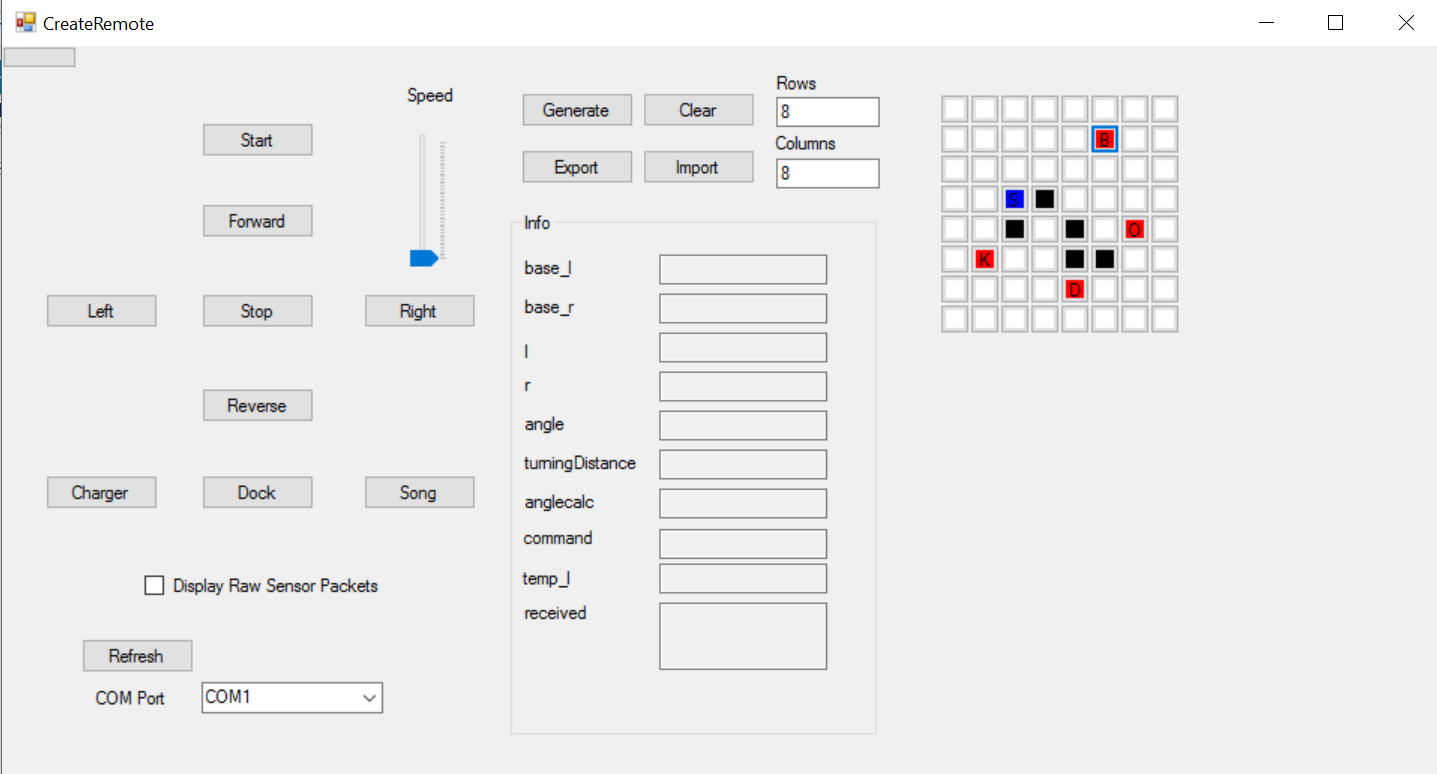 CreateRemote
Speed
Start
Forward
Left
Stop
Right
Reverse
Charger
Dock
Song
Display Raw Sensor Packets
Refresh
COM Port
COM1
Generate
Clear
Export
Import
Rows
8
Columns
8
Info
base_l
base_r
l
r
angle
turningDistance
anglecalc
command
temp_l
received
B
S
O
K
D